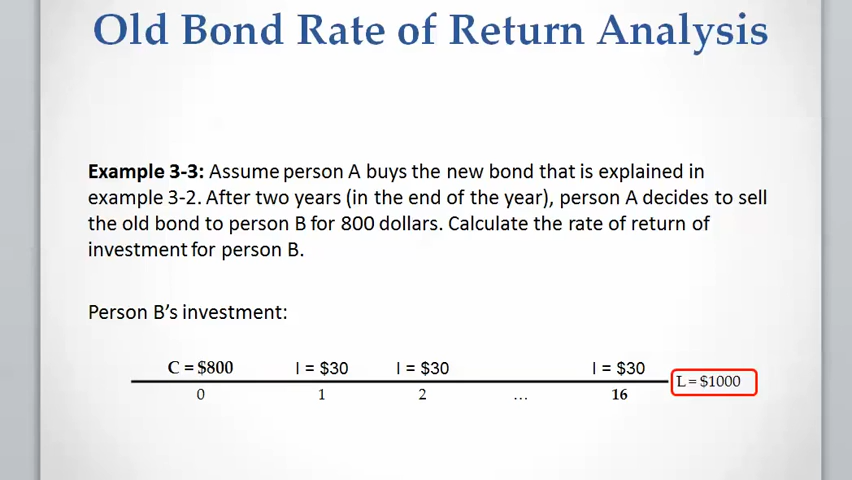 Old Bond Rate of Return Analysis
Example 3-3: Assume person A buys the new bond that is explained in
example 3-2. After two years (in the end of the year), person A decides to sell
the old bond to person B for 800 dollars. Calculate the rate of return of
investment for person B.
Person B's investment:
C = $800 I = $30 I = $30 I = $30 L = $1000
0 1 2 ... 16